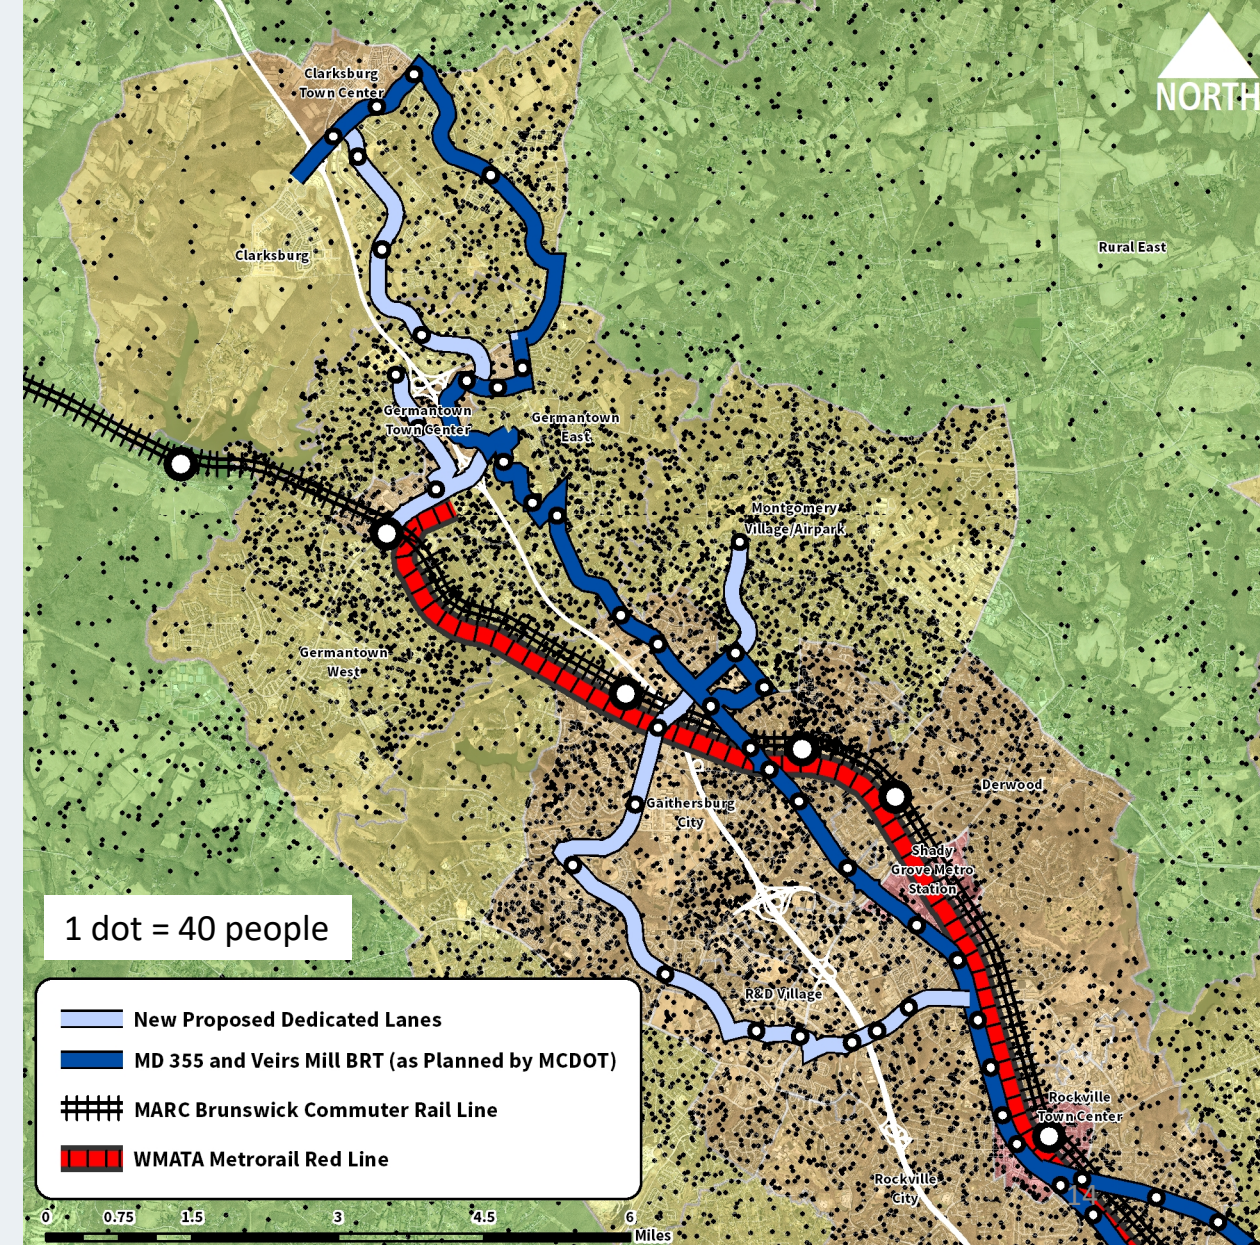 Clarksburg
Town Center
NORTH
Clarksburg
Rural East
Germantown
Town Center
Germantown
East
Montgomery
Village/Airpark
Germantown
West
Derwood
Gaithersburg
City
Shady
Grove Metro
Station
1 dot = 40 people
R&D Village
New Proposed Dedicated Lanes
MD 355 and Veirs Mill BRT (as Planned by MCDOT)
MARC Brunswick Commuter Rail Line
WMATA Metrorail Red Line
Rockville
Town Center
Rockville
City
14
0 0.75 1.5 3 4.5 6
Miles